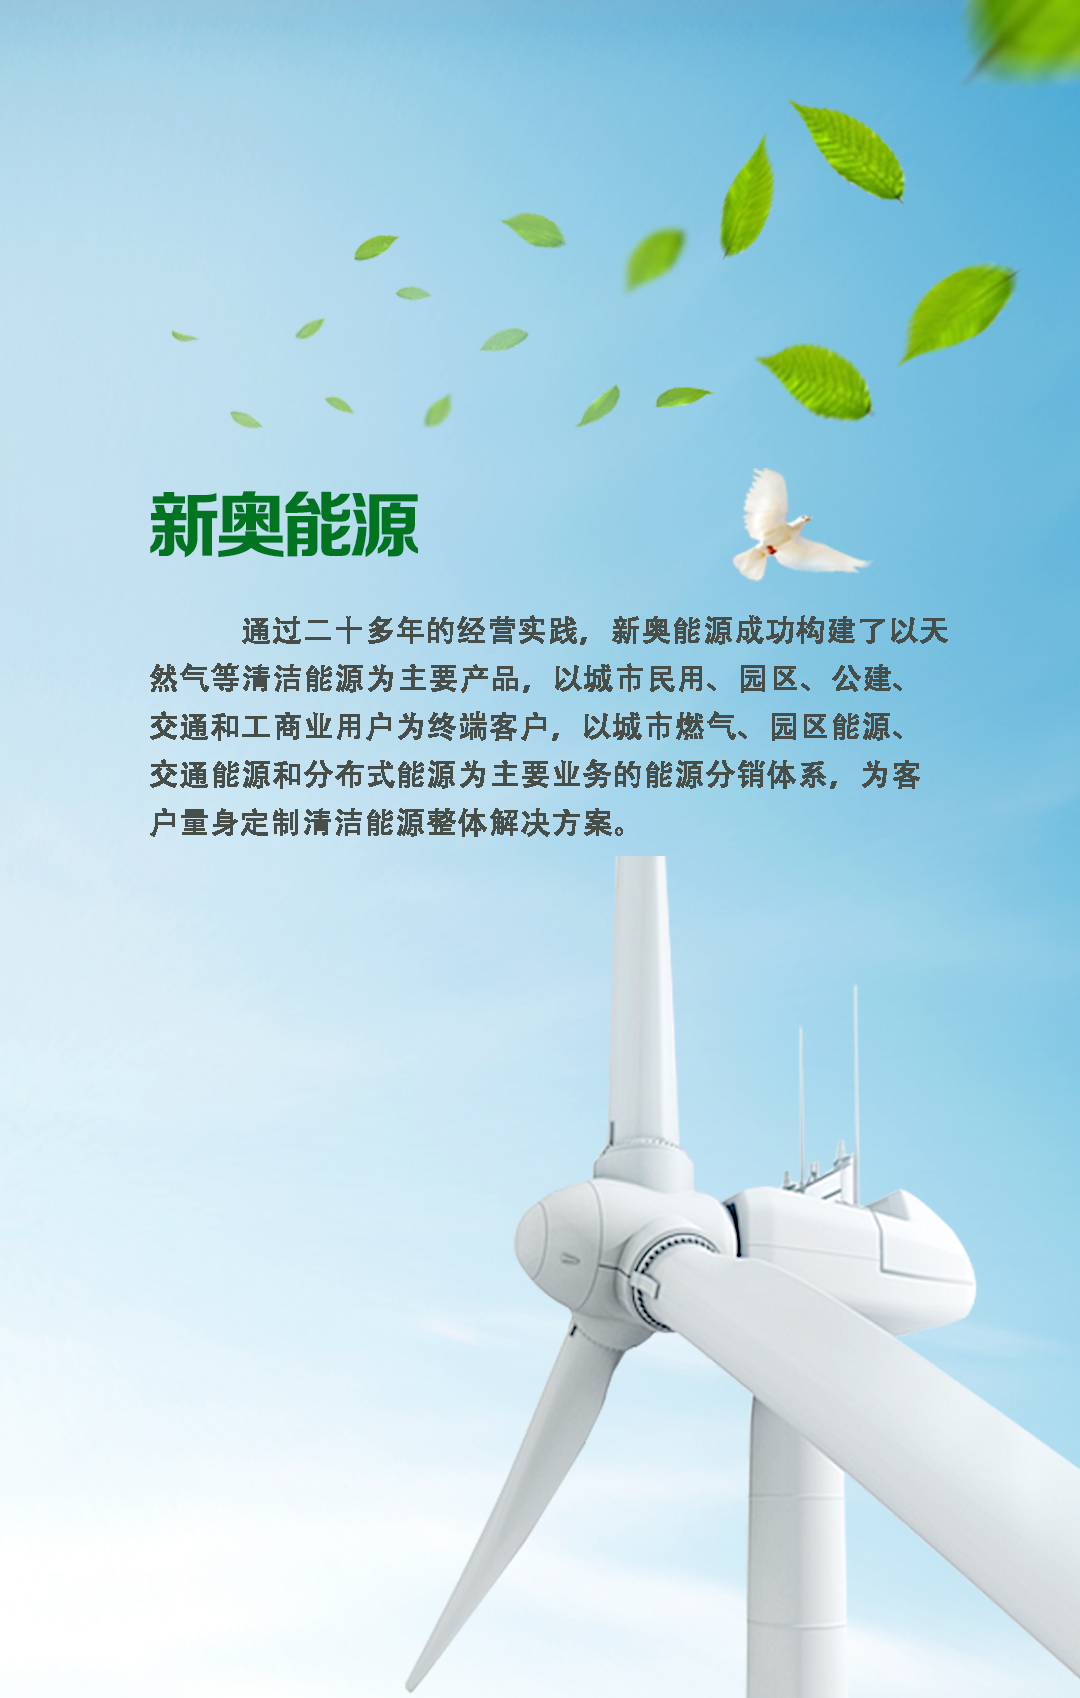 新奥能源
通过二十多年的经营实践，新奥能源成功构建了以天
然气等清洁能源为主要产品，以城市民用、园区、公建、
交通和工商业用户为终端客户，以城市燃气、园区能源、
交通能源和分布式能源为主要业务的能源分销体系，为客
户量身定制清洁能源整体解决方案。